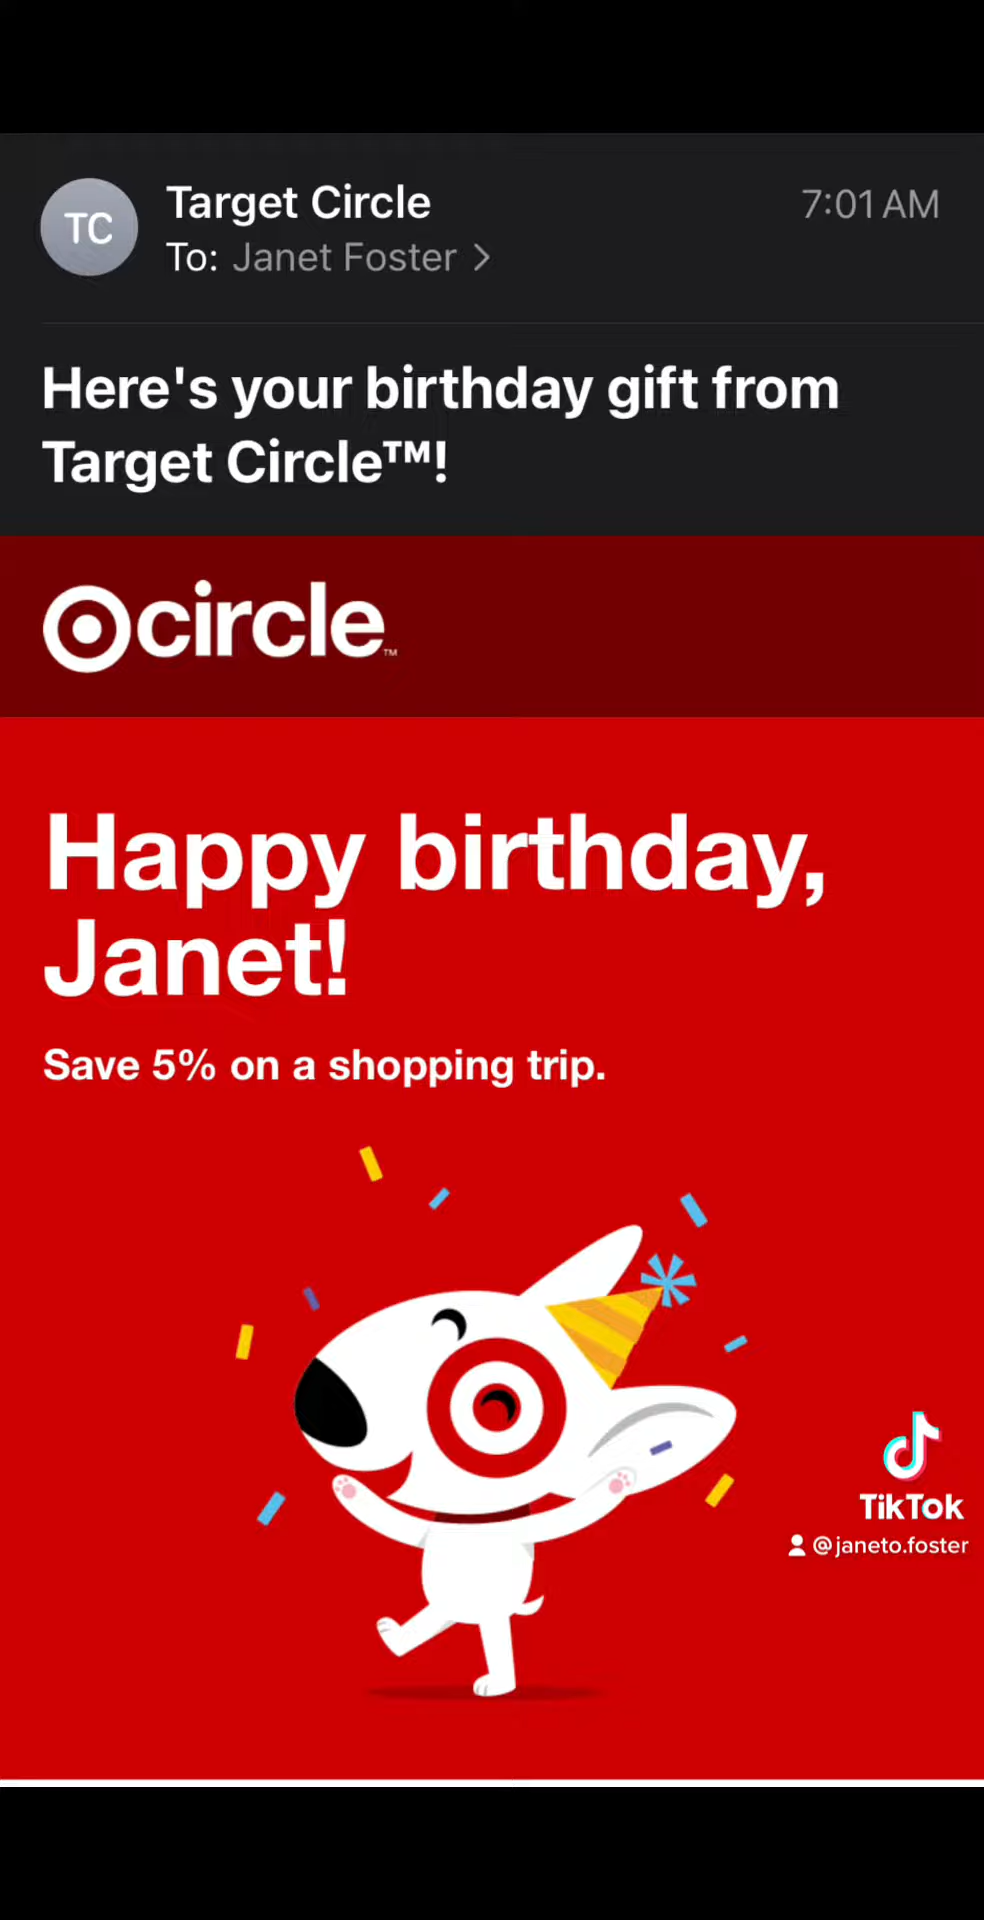 TC
Target Circle
7:01 AM
To: Janet Foster >
Here's your birthday gift from
Target Circle™!
circle™
Happy birthday,
Janet!
Save 5% on a shopping trip.
TikTok
@janeto.foster